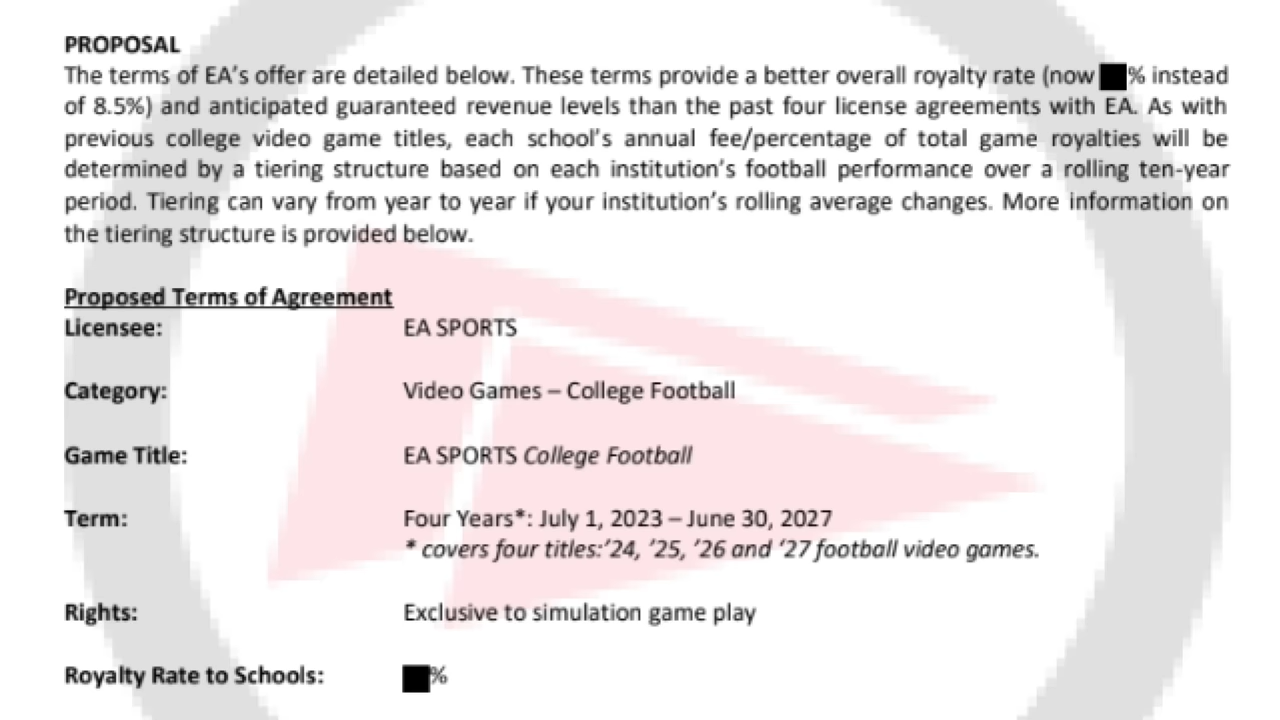 PROPOSAL
The terms of EA’s offer are detailed below. These terms provide a better overall royalty rate (now % instead
of 8.5%) and anticipated guaranteed revenue levels than the past four license agreements with EA. As with
previous college video game titles, each school’s annual fee/percentage of total game royalties will be
determined by a tiering structure based on each institution’s football performance over a rolling ten-year
period. Tiering can vary from year to year if your institution’s rolling average changes. More information on
the tiering structure is provided below.
Proposed Terms of Agreement
Licensee: EA SPORTS
Category: Video Games – College Football
Game Title: EA SPORTS College Football
Term: Four Years*: July 1, 2023 – June 30, 2027
* covers four titles:’24, ’25, ’26 and ‘27 football video games.
Rights: Exclusive to simulation game play
Royalty Rate to Schools: %